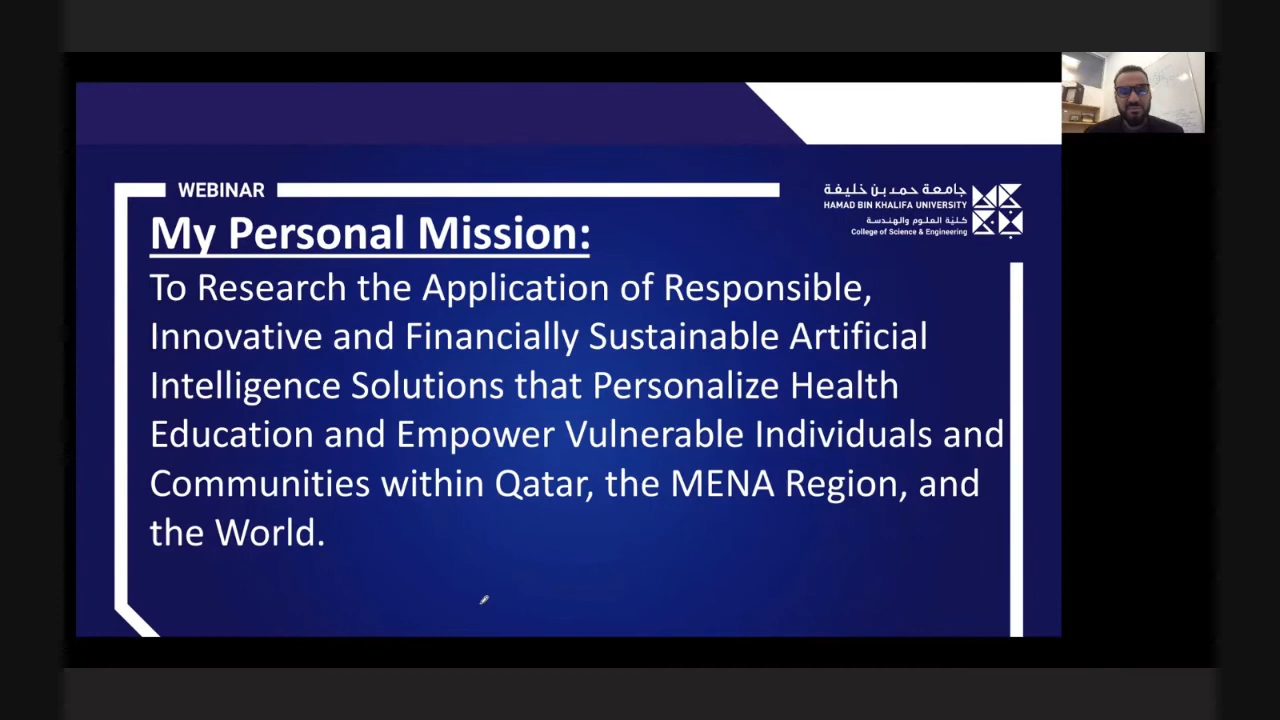 WEBINAR
جامعة حمد بن خليفة
HAMAD BIN KHALIFA UNIVERSITY
كليّة العلوم والهندسة
College of Science & Engineering
My Personal Mission:
To Research the Application of Responsible,
Innovative and Financially Sustainable Artificial
Intelligence Solutions that Personalize Health
Education and Empower Vulnerable Individuals and
Communities within Qatar, the MENA Region, and
the World.